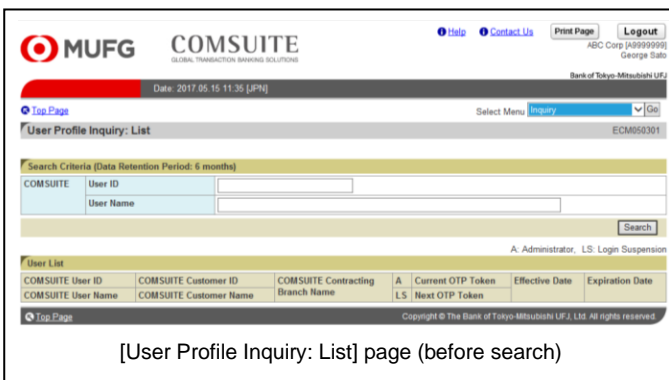 MUFG COMSUITE
GLOBAL TRANSACTION BANKING SOLUTIONS
Help Contact Us Print Page Logout
ABC Corp [A9999999]
George Sato
Bank of Tokyo-Mitsubishi UFJ
Date: 2017.05.15 11:35 [JPN]
Top Page Select Menu Inquiry Go
User Profile Inquiry: List ECM050301
Search Criteria (Data Retention Period: 6 months)
COMSUITE User ID
User Name
Search
A: Administrator, LS: Login Suspension
User List
COMSUITE User ID COMSUITE Customer ID COMSUITE Contracting Branch Name A Current OTP Token Effective Date Expiration Date
COMSUITE User Name COMSUITE Customer Name LS Next OTP Token
Top Page Copyright © The Bank of Tokyo-Mitsubishi UFJ, Ltd. All rights reserved.
[User Profile Inquiry: List] page (before search)